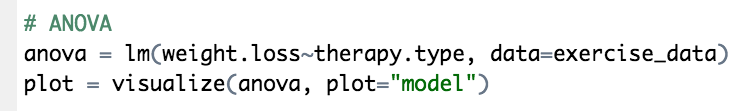 # ANOVA
anova = lm(weight.loss~therapy.type, data=exercise_data)
plot = visualize(anova, plot="model")